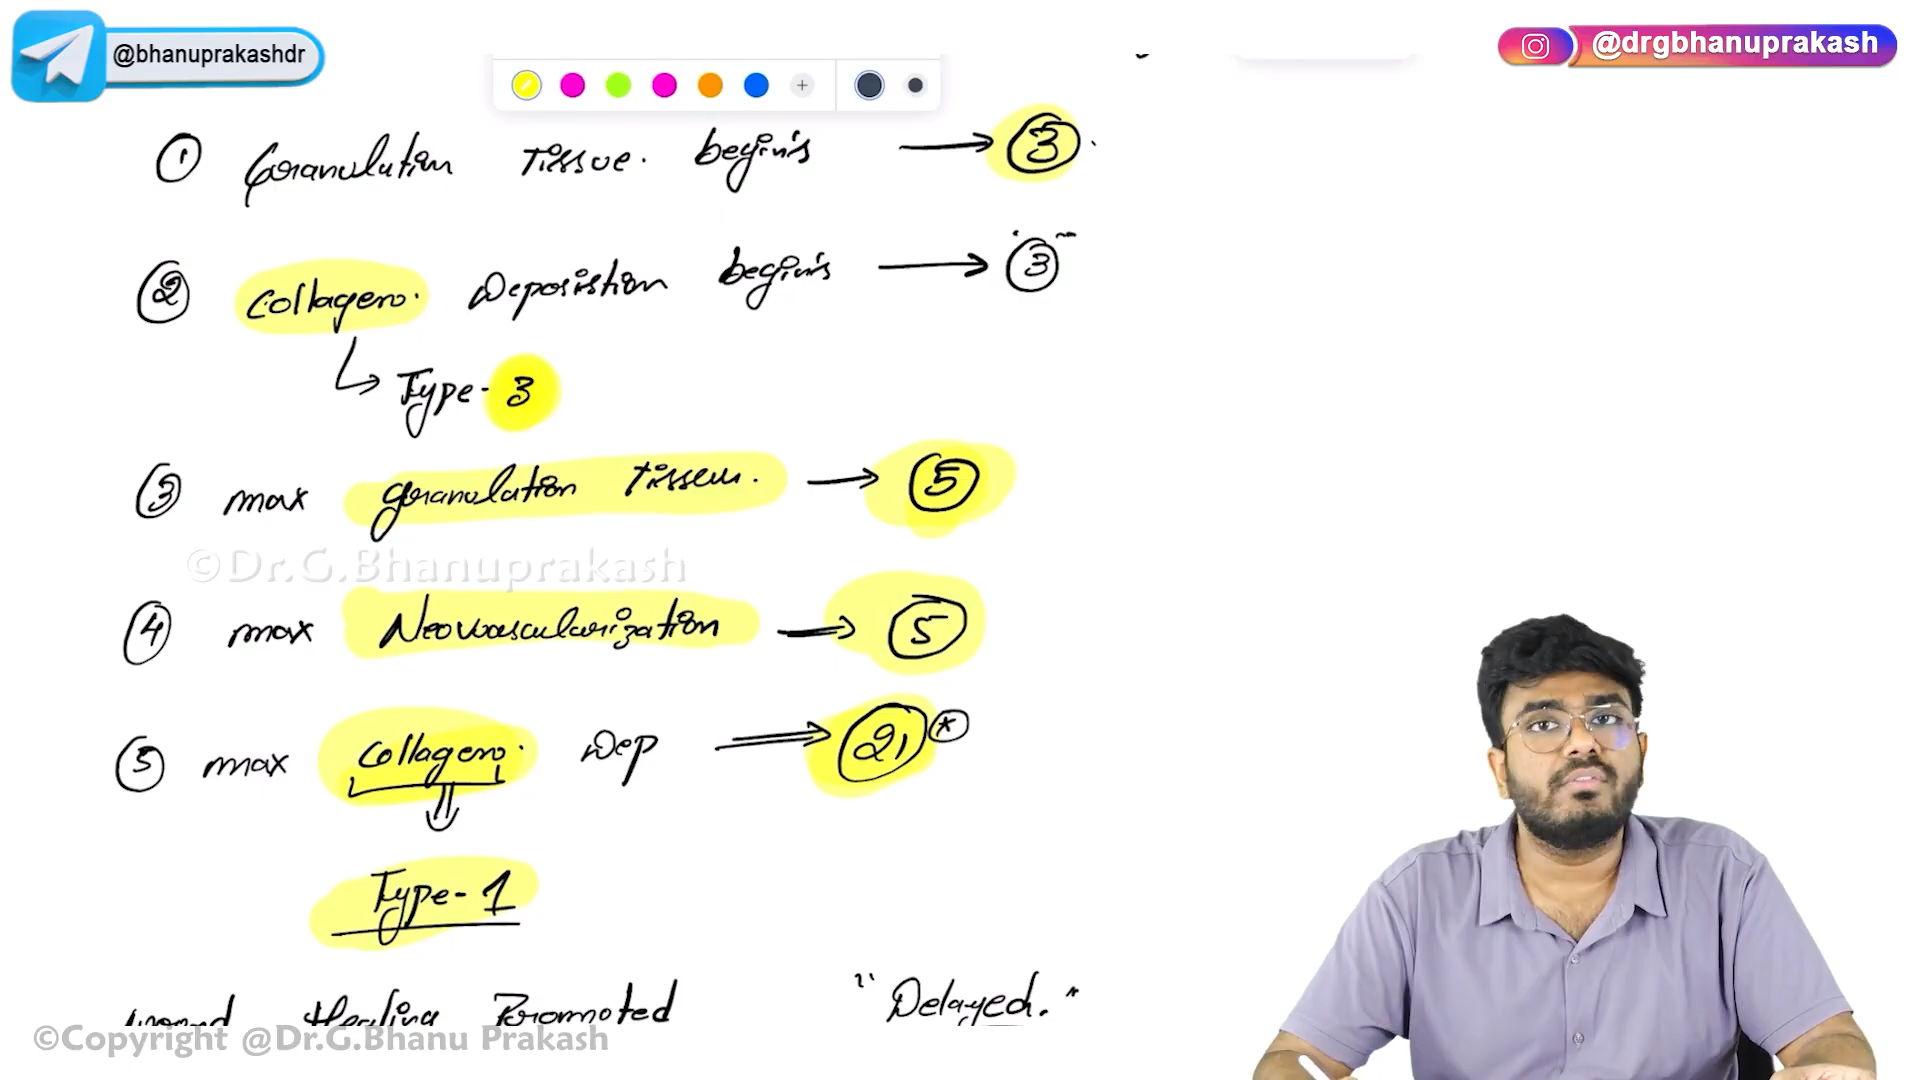 @bhanuprakashdr
@drgbhanuprakash
① Granulation Tissue. begins → ③
② Collagen. Deposistion begins → ③
↳ Type-3
③ max granulation Tissue. → ⑤
©Dr.G.Bhanuprakash
④ max Neovascularization → ⑤
⑤ max Collagen. Dep ⇒ 21 *
⇓
Type-1
wound Healing Promoted "Delayed."
©Copyright @Dr.G.Bhanu Prakash